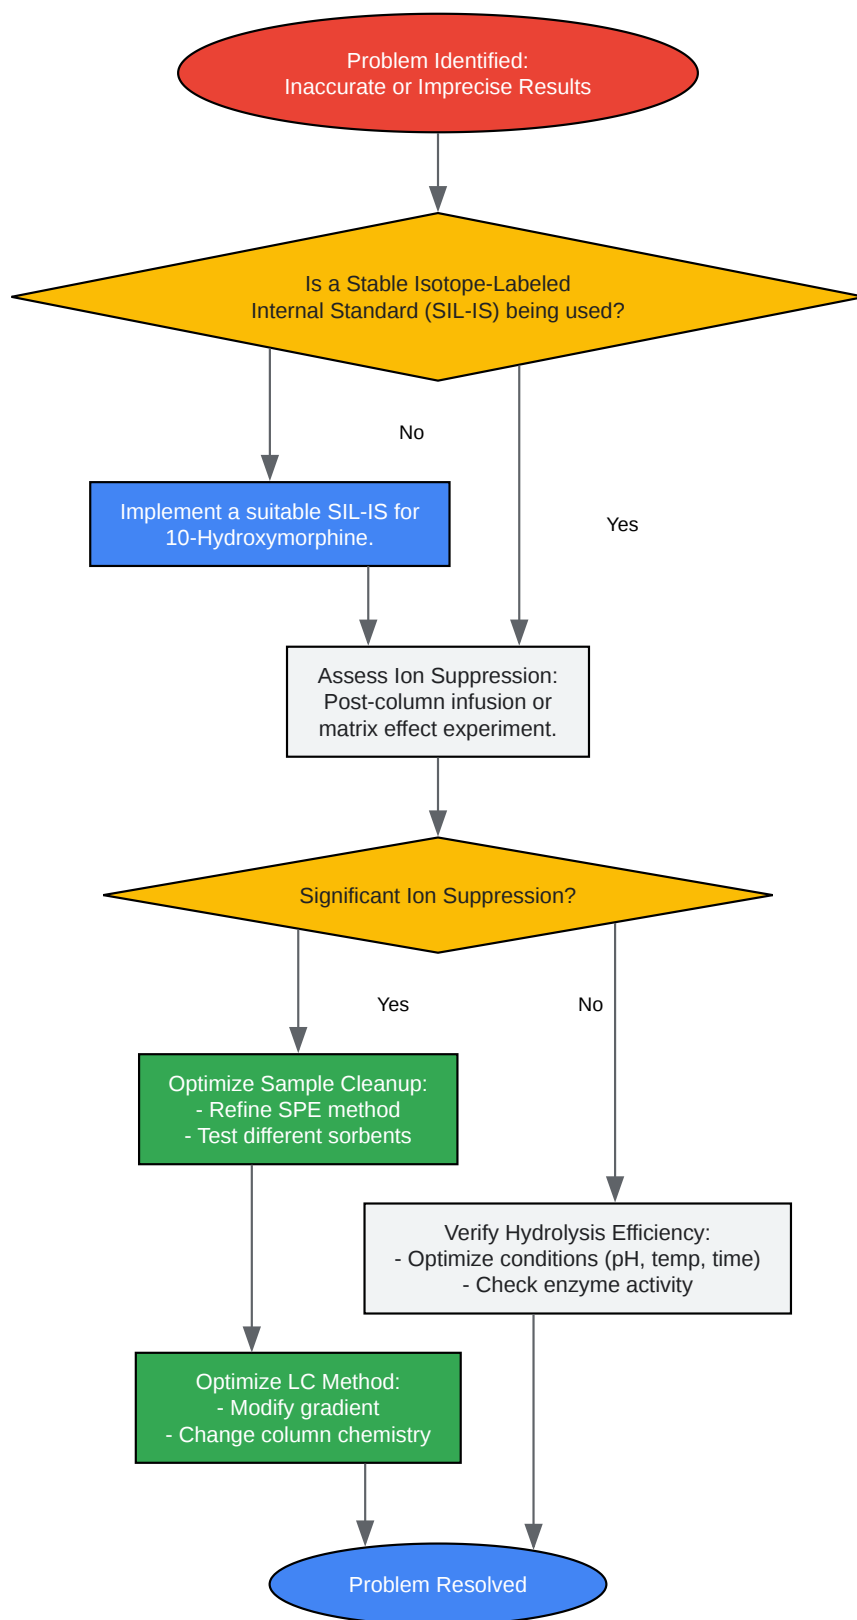 Problem Identified:
Inaccurate or Imprecise Results
Is a Stable Isotope-Labeled
Internal Standard (SIL-IS) being used?
No
Implement a suitable SIL-IS for
10-Hydroxymorphine.
Yes
Assess Ion Suppression:
Post-column infusion or
matrix effect experiment.
Significant Ion Suppression?
Yes
No
Optimize Sample Cleanup:
- Refine SPE method
- Test different sorbents
Verify Hydrolysis Efficiency:
- Optimize conditions (pH, temp, time)
- Check enzyme activity
Optimize LC Method:
- Modify gradient
- Change column chemistry
Problem Resolved